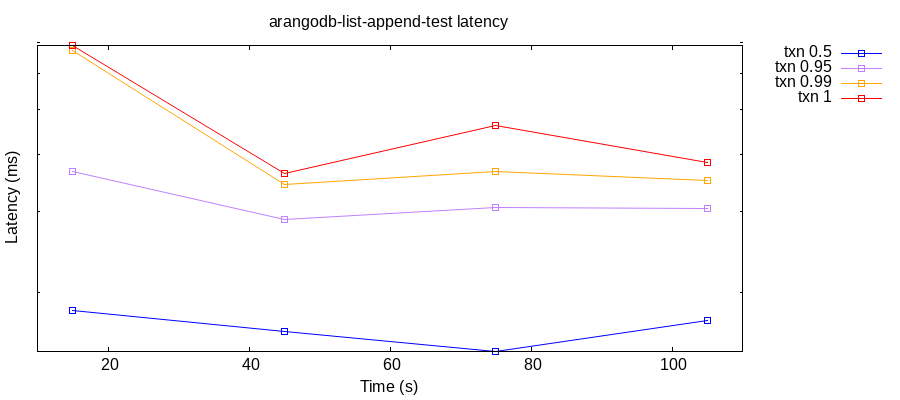 arangodb-list-append-test latency
txn 0.5
txn 0.95
txn 0.99
txn 1
Latency (ms)
20 40 60 80 100
Time (s)